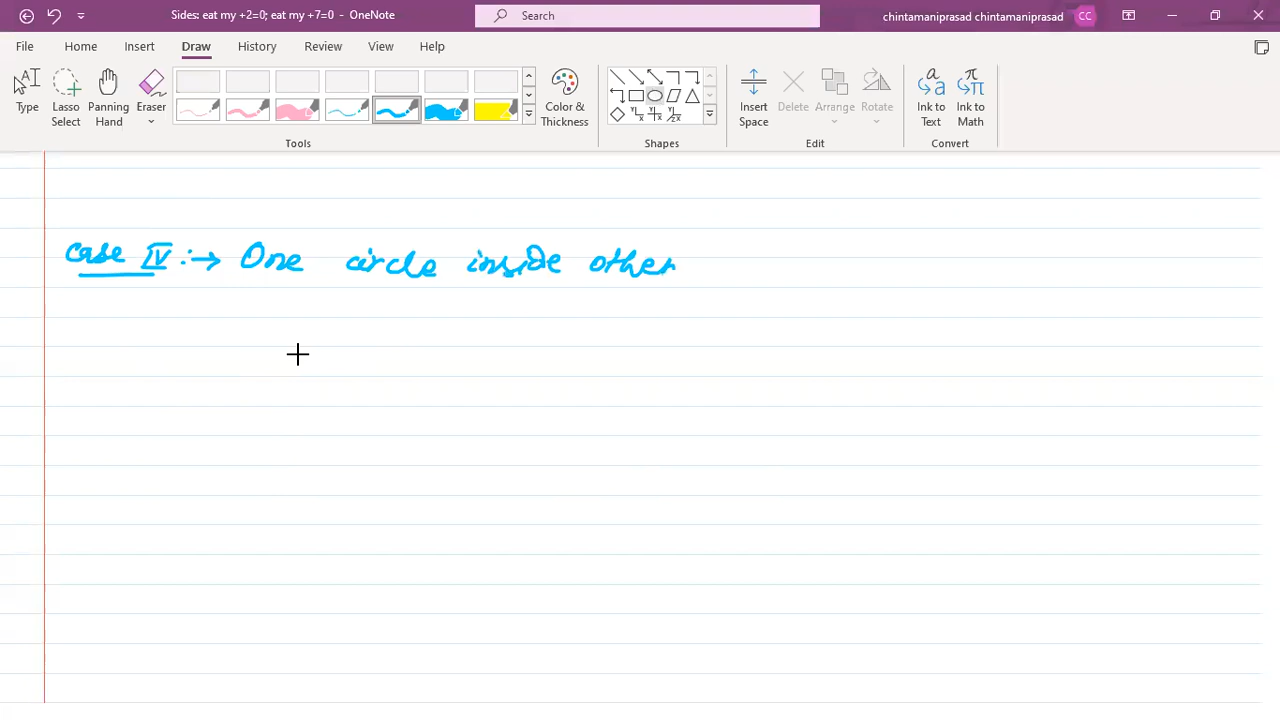 Sides: eat my +2=0; eat my +7=0 - OneNote
Search
chintamaniprasad chintamaniprasad CC
File Home Insert Draw History Review View Help
Type
Lasso Select
Panning Hand
Eraser
Color & Thickness
Insert Space
Delete
Arrange
Rotate
Ink to Text
Ink to Math
Tools
Shapes
Edit
Convert
Case IV :→ One circle inside other